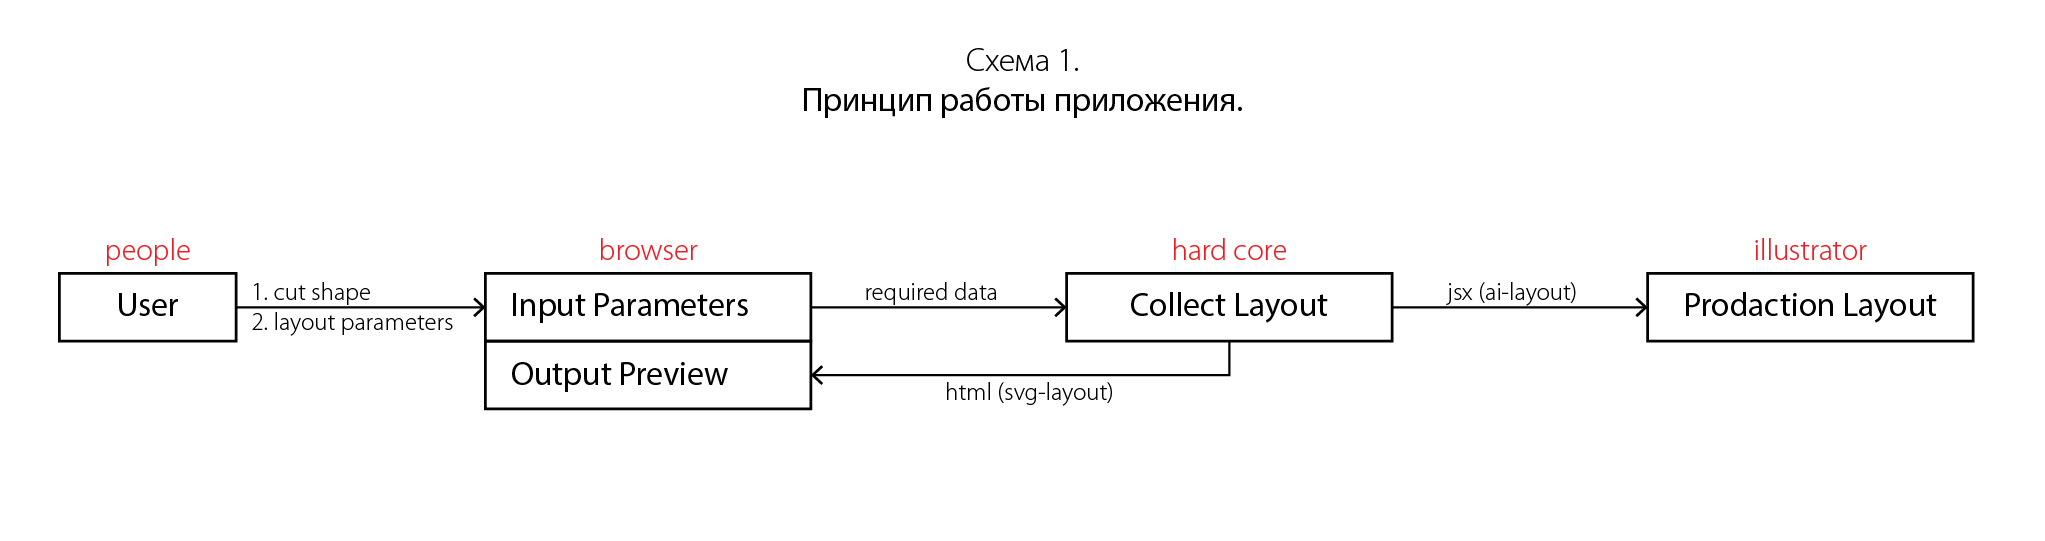 Схема 1.
Принцип работы приложения.
people
User
1. cut shape
2. layout parameters
browser
Input Parameters
Output Preview
required data
html (svg-layout)
hard core
Collect Layout
jsx (ai-layout)
illustrator
Prodaction Layout